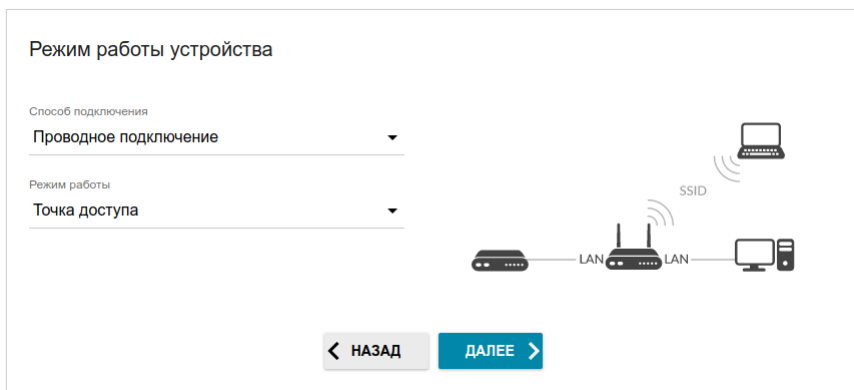 Режим работы устройства
Способ подключения
Проводное подключение
Режим работы
Точка доступа
SSID
LAN LAN
НАЗАД ДАЛЕЕ